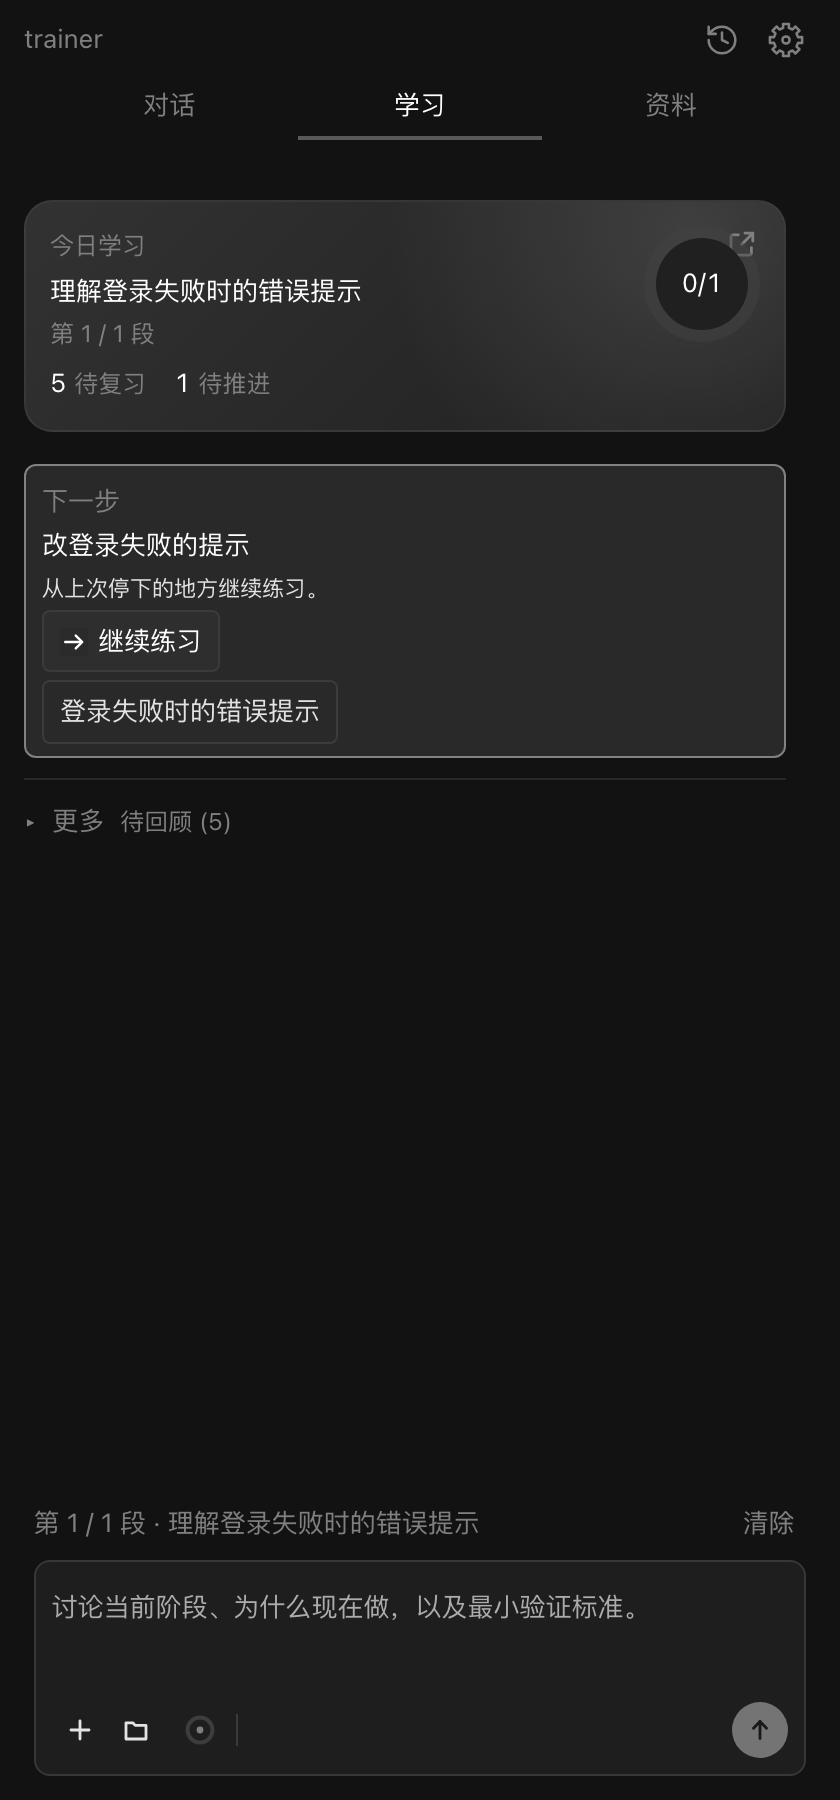 trainer
对话 学习 资料
今日学习
理解登录失败时的错误提示
第 1 / 1 段
0/1
5 待复习 1 待推进
下一步
改登录失败的提示
从上次停下的地方继续练习。
继续练习
登录失败时的错误提示
更多 待回顾 (5)
第 1 / 1 段 · 理解登录失败时的错误提示 清除
讨论当前阶段、为什么现在做，以及最小验证标准。